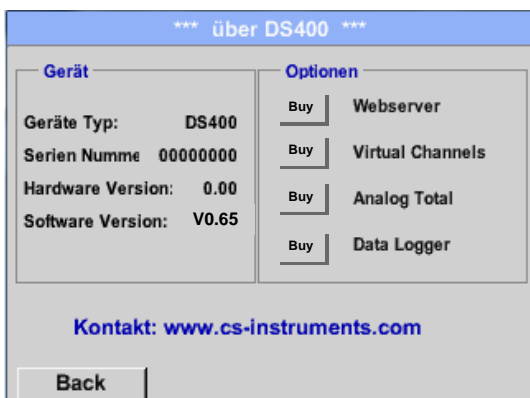 *** über DS400 ***
Gerät
Geräte Typ: DS400
Serien Numme 00000000
Hardware Version: 0.00
Software Version: V0.65
Optionen
Buy Webserver
Buy Virtual Channels
Buy Analog Total
Buy Data Logger
Kontakt: www.cs-instruments.com
Back